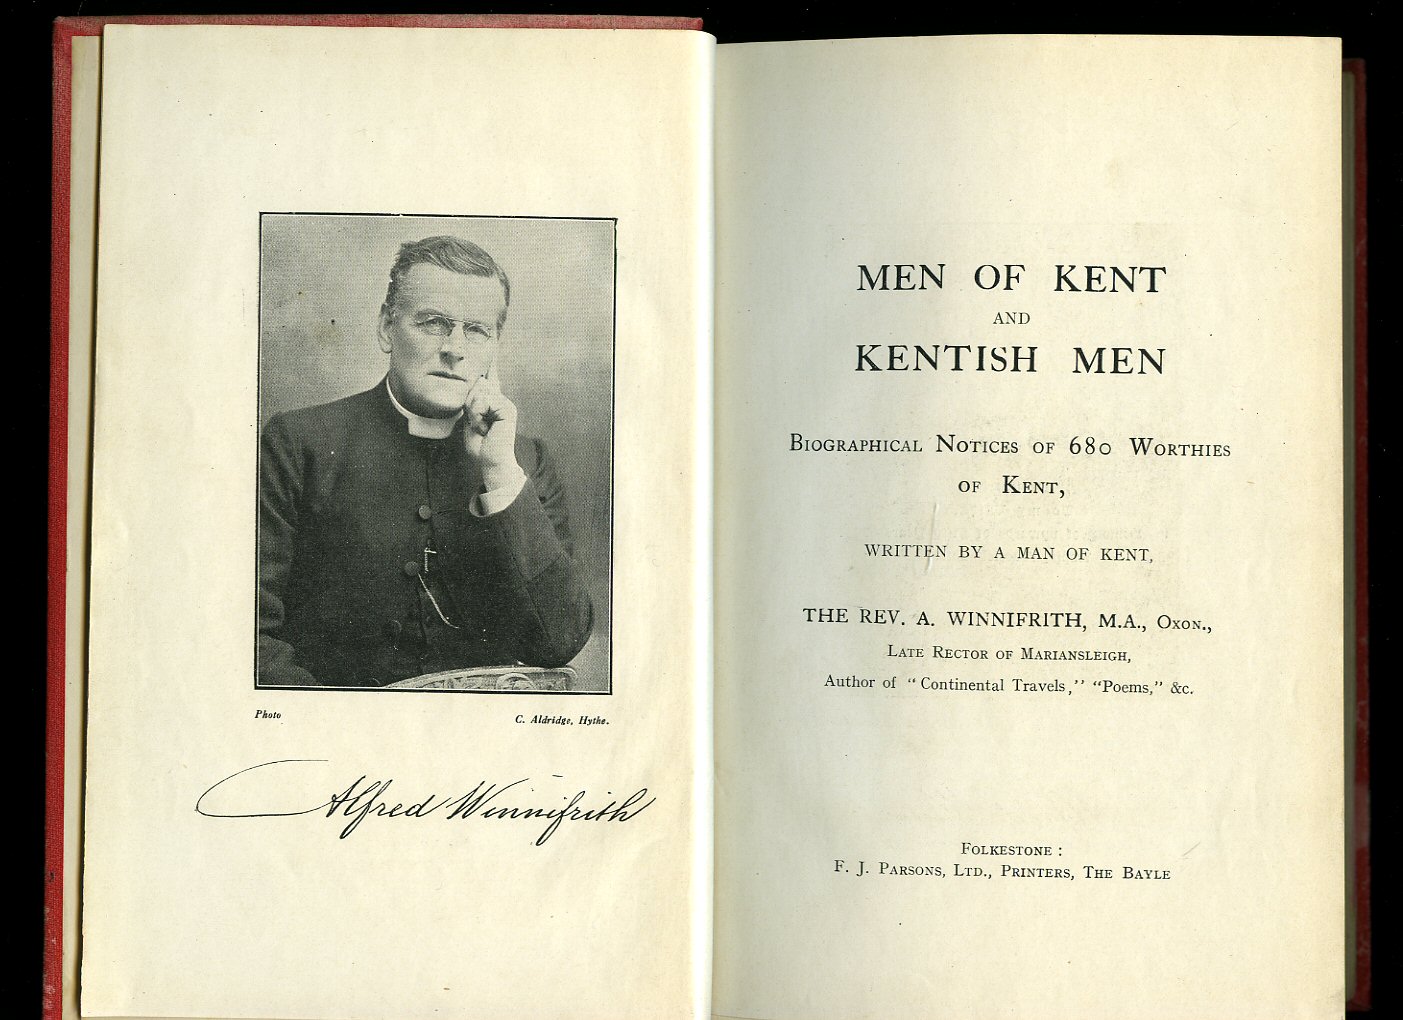 Photo
C. Aldridge, Hythe.
Alfred Winnifrith
MEN OF KENT
AND
KENTISH MEN
BIOGRAPHICAL NOTICES OF 680 WORTHIES
OF KENT,
WRITTEN BY A MAN OF KENT,
THE REV. A. WINNIFRITH, M.A., OXON.,
LATE RECTOR OF MARIANSLEIGH,
Author of “Continental Travels,” “Poems,” &c.
FOLKESTONE :
F. J. PARSONS, LTD., PRINTERS, THE BAYLE